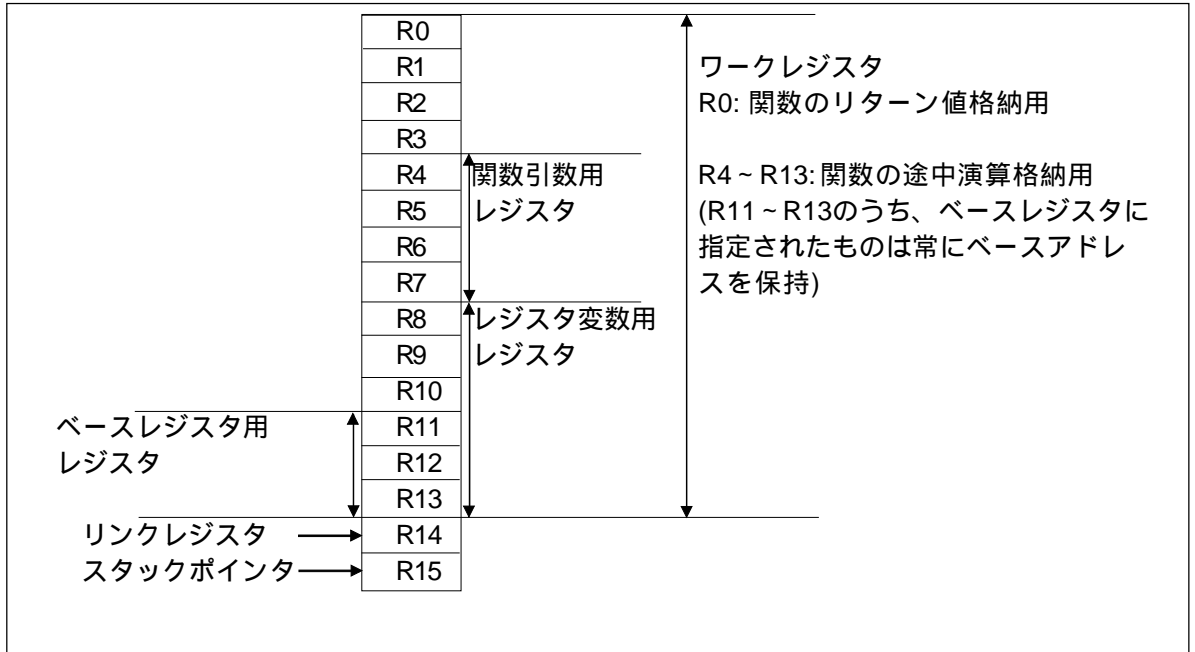 R0
R1
R2
R3
R4
R5
R6
R7
R8
R9
R10
R11
R12
R13
R14
R15
関数引数用
レジスタ
レジスタ変数用
レジスタ
ベースレジスタ用
レジスタ
リンクレジスタ
スタックポインタ
ワークレジスタ
R0: 関数のリターン値格納用
R4~R13: 関数の途中演算格納用
(R11~R13のうち、ベースレジスタに
指定されたものは常にベースアドレ
スを保持)